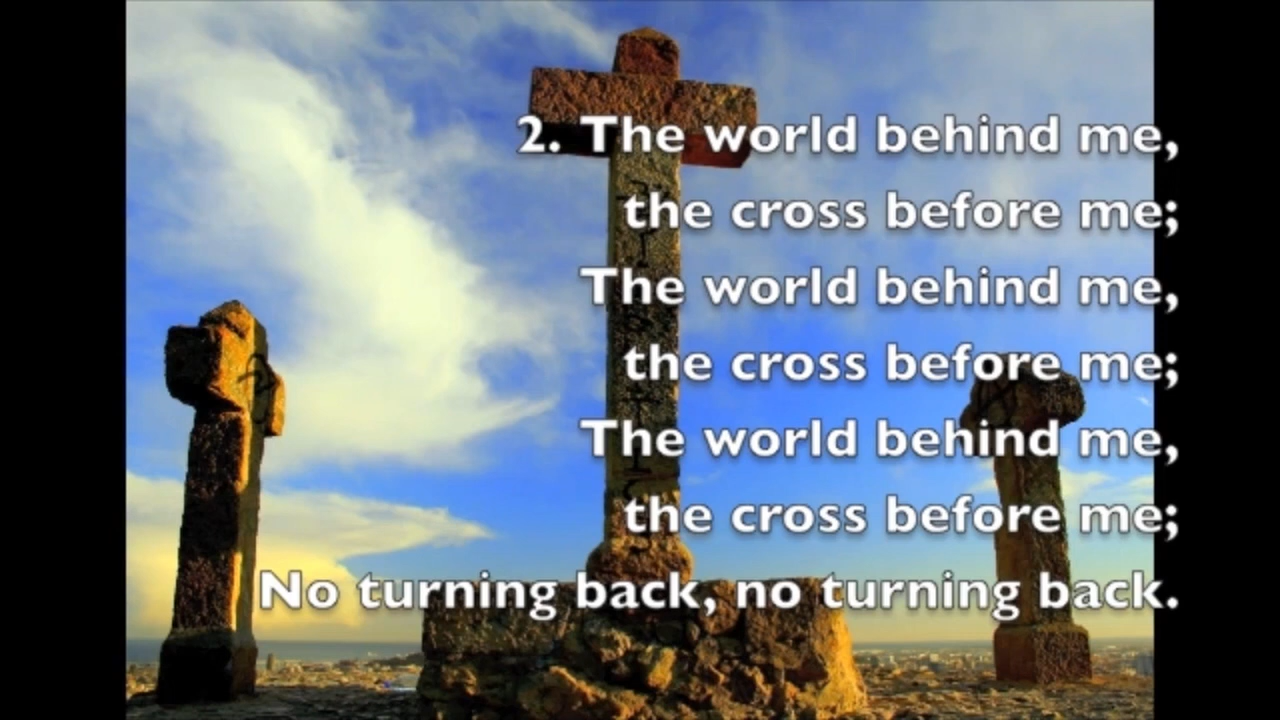 2. The world behind me,
the cross before me;
The world behind me,
the cross before me;
The world behind me,
the cross before me;
No turning back, no turning back.